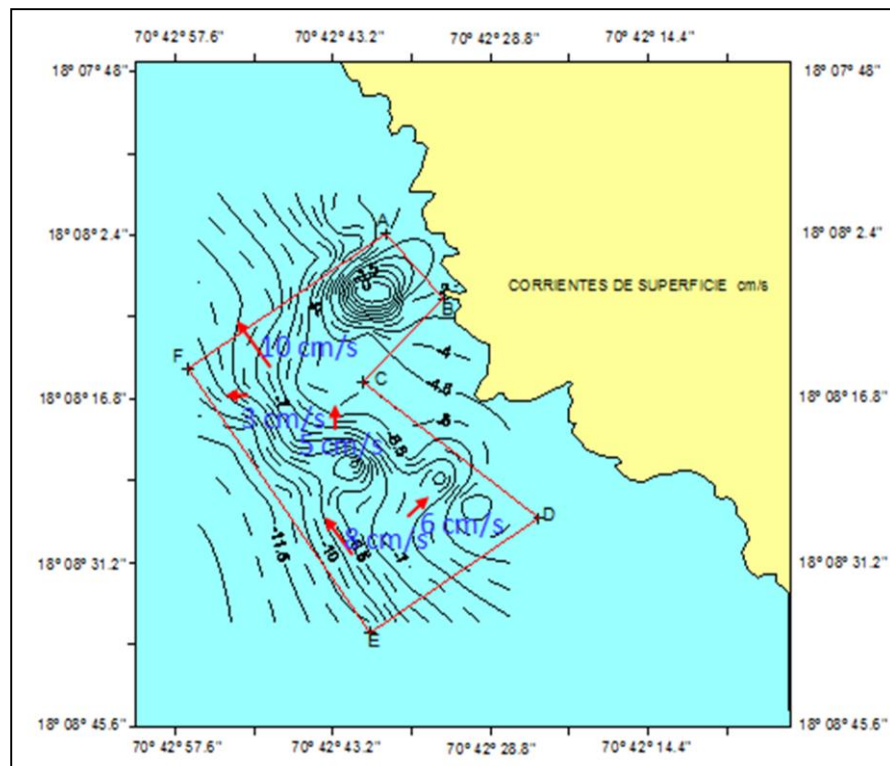 70º 42' 57.6" 70º 42' 43.2" 70º 42' 28.8" 70º 42' 14.4"
18º 07' 48" 18º 07' 48"
A
18º 08' 2.4" 18º 08' 2.4"
CORRIENTES DE SUPERFICIE cm/s
B
10 cm/s
-4
F
-4.5
C
18º 08' 16.8" 18º 08' 16.8"
3 cm/s
-5
5 cm/s
-5.5
6 cm/s
D
8 cm/s
-11.5
-10
-7
18º 08' 31.2" 18º 08' 31.2"
E
18º 08' 45.6" 18º 08' 45.6"
70º 42' 57.6" 70º 42' 43.2" 70º 42' 28.8" 70º 42' 14.4"